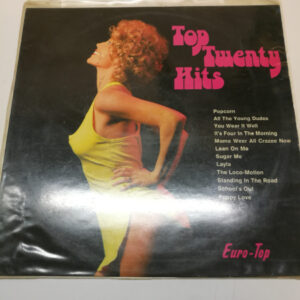 Top
Twenty
Hits
Popcorn
All The Young Dudes
You Wear It Well
It's Four In The Morning
Mama Weer All Crazee Now
Lean On Me
Sugar Me
Layla
The Loco-Motion
Standing In The Road
School's Out
Puppy Love
Euro-Top